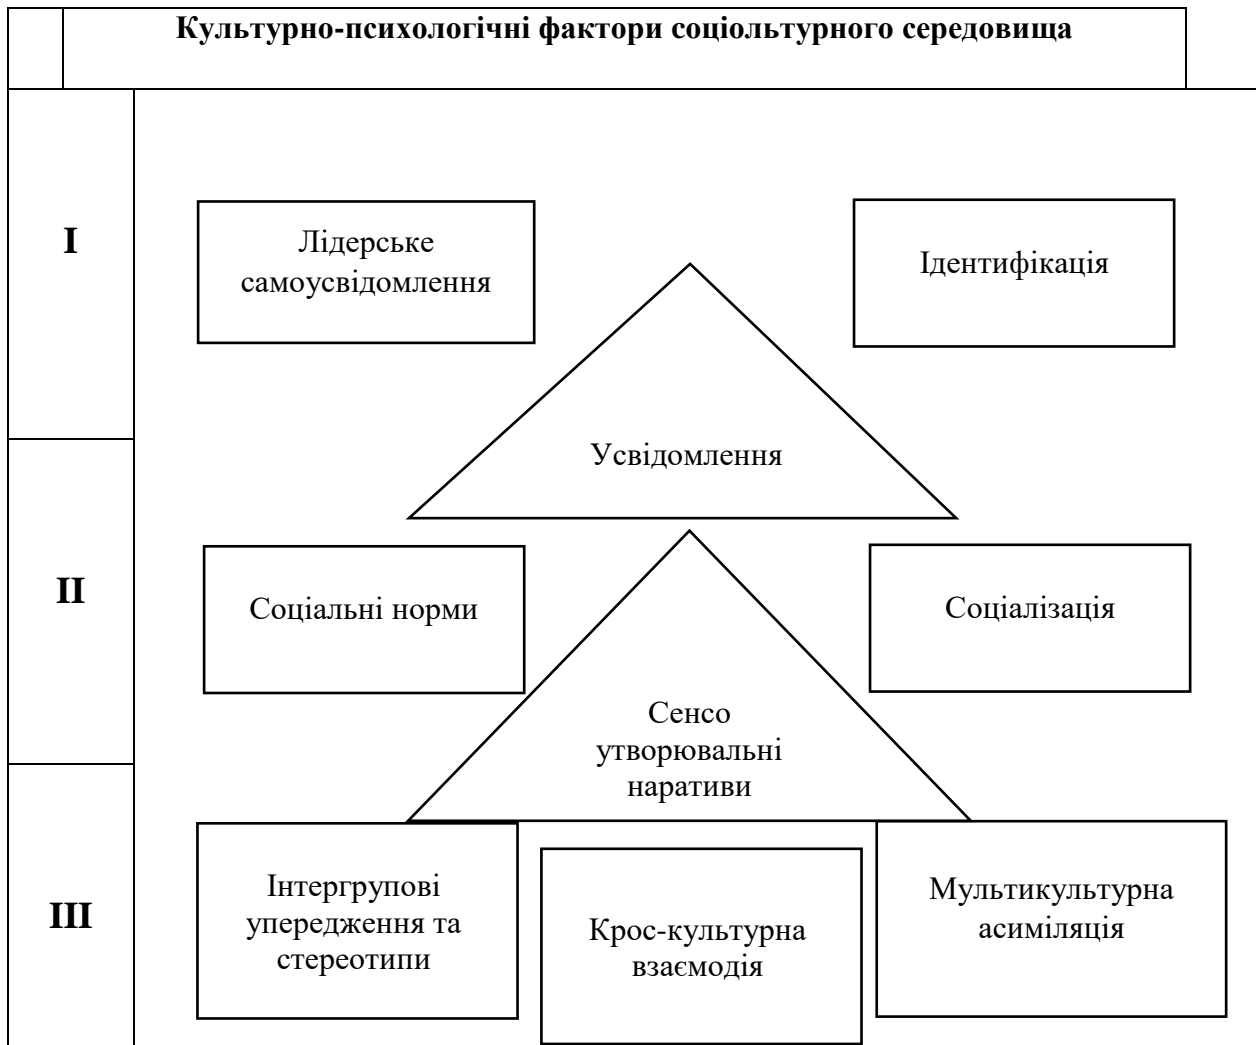 Культурно-психологічні фактори соціольтурного середовища
I
Лідерське
самоусвідомлення
Ідентифікація
Усвідомлення
II
Соціальні норми
Соціалізація
Сенсо
утворювальні
наративи
III
Інтергрупові
упередження та
стереотипи
Крос-культурна
взаємодія
Мультикультурна
асиміляція